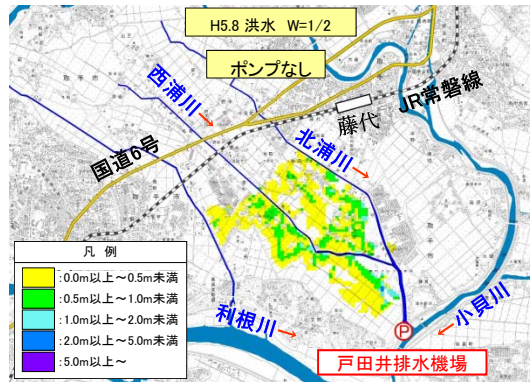 H5.8 洪水 W=1/2
ポンプなし
西浦川
JR常磐線
藤代
北浦川
国道6号
凡 例
:0.0m以上~0.5m未満
:0.5m以上~1.0m未満
:1.0m以上~2.0m未満
:2.0m以上~5.0m未満
:5.0m以上~
利根川
小貝川
P
戸田井排水機場